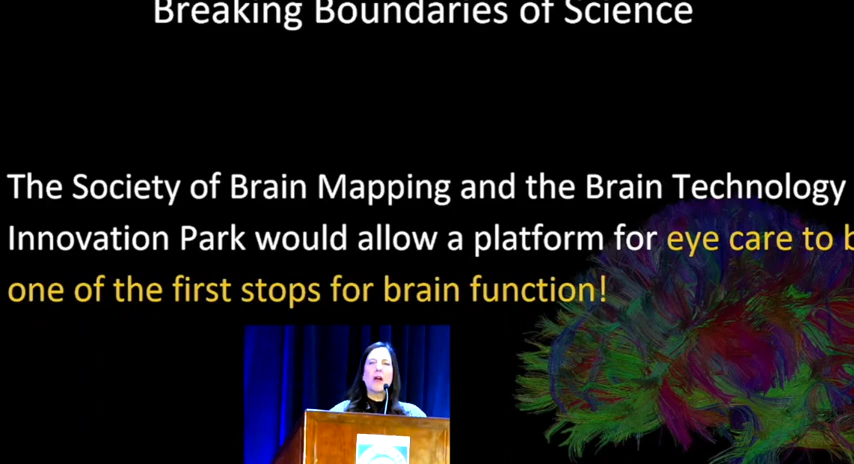 Breaking Boundaries of Science
The Society of Brain Mapping and the Brain Technology
Innovation Park would allow a platform for eye care to
one of the first stops for brain function!